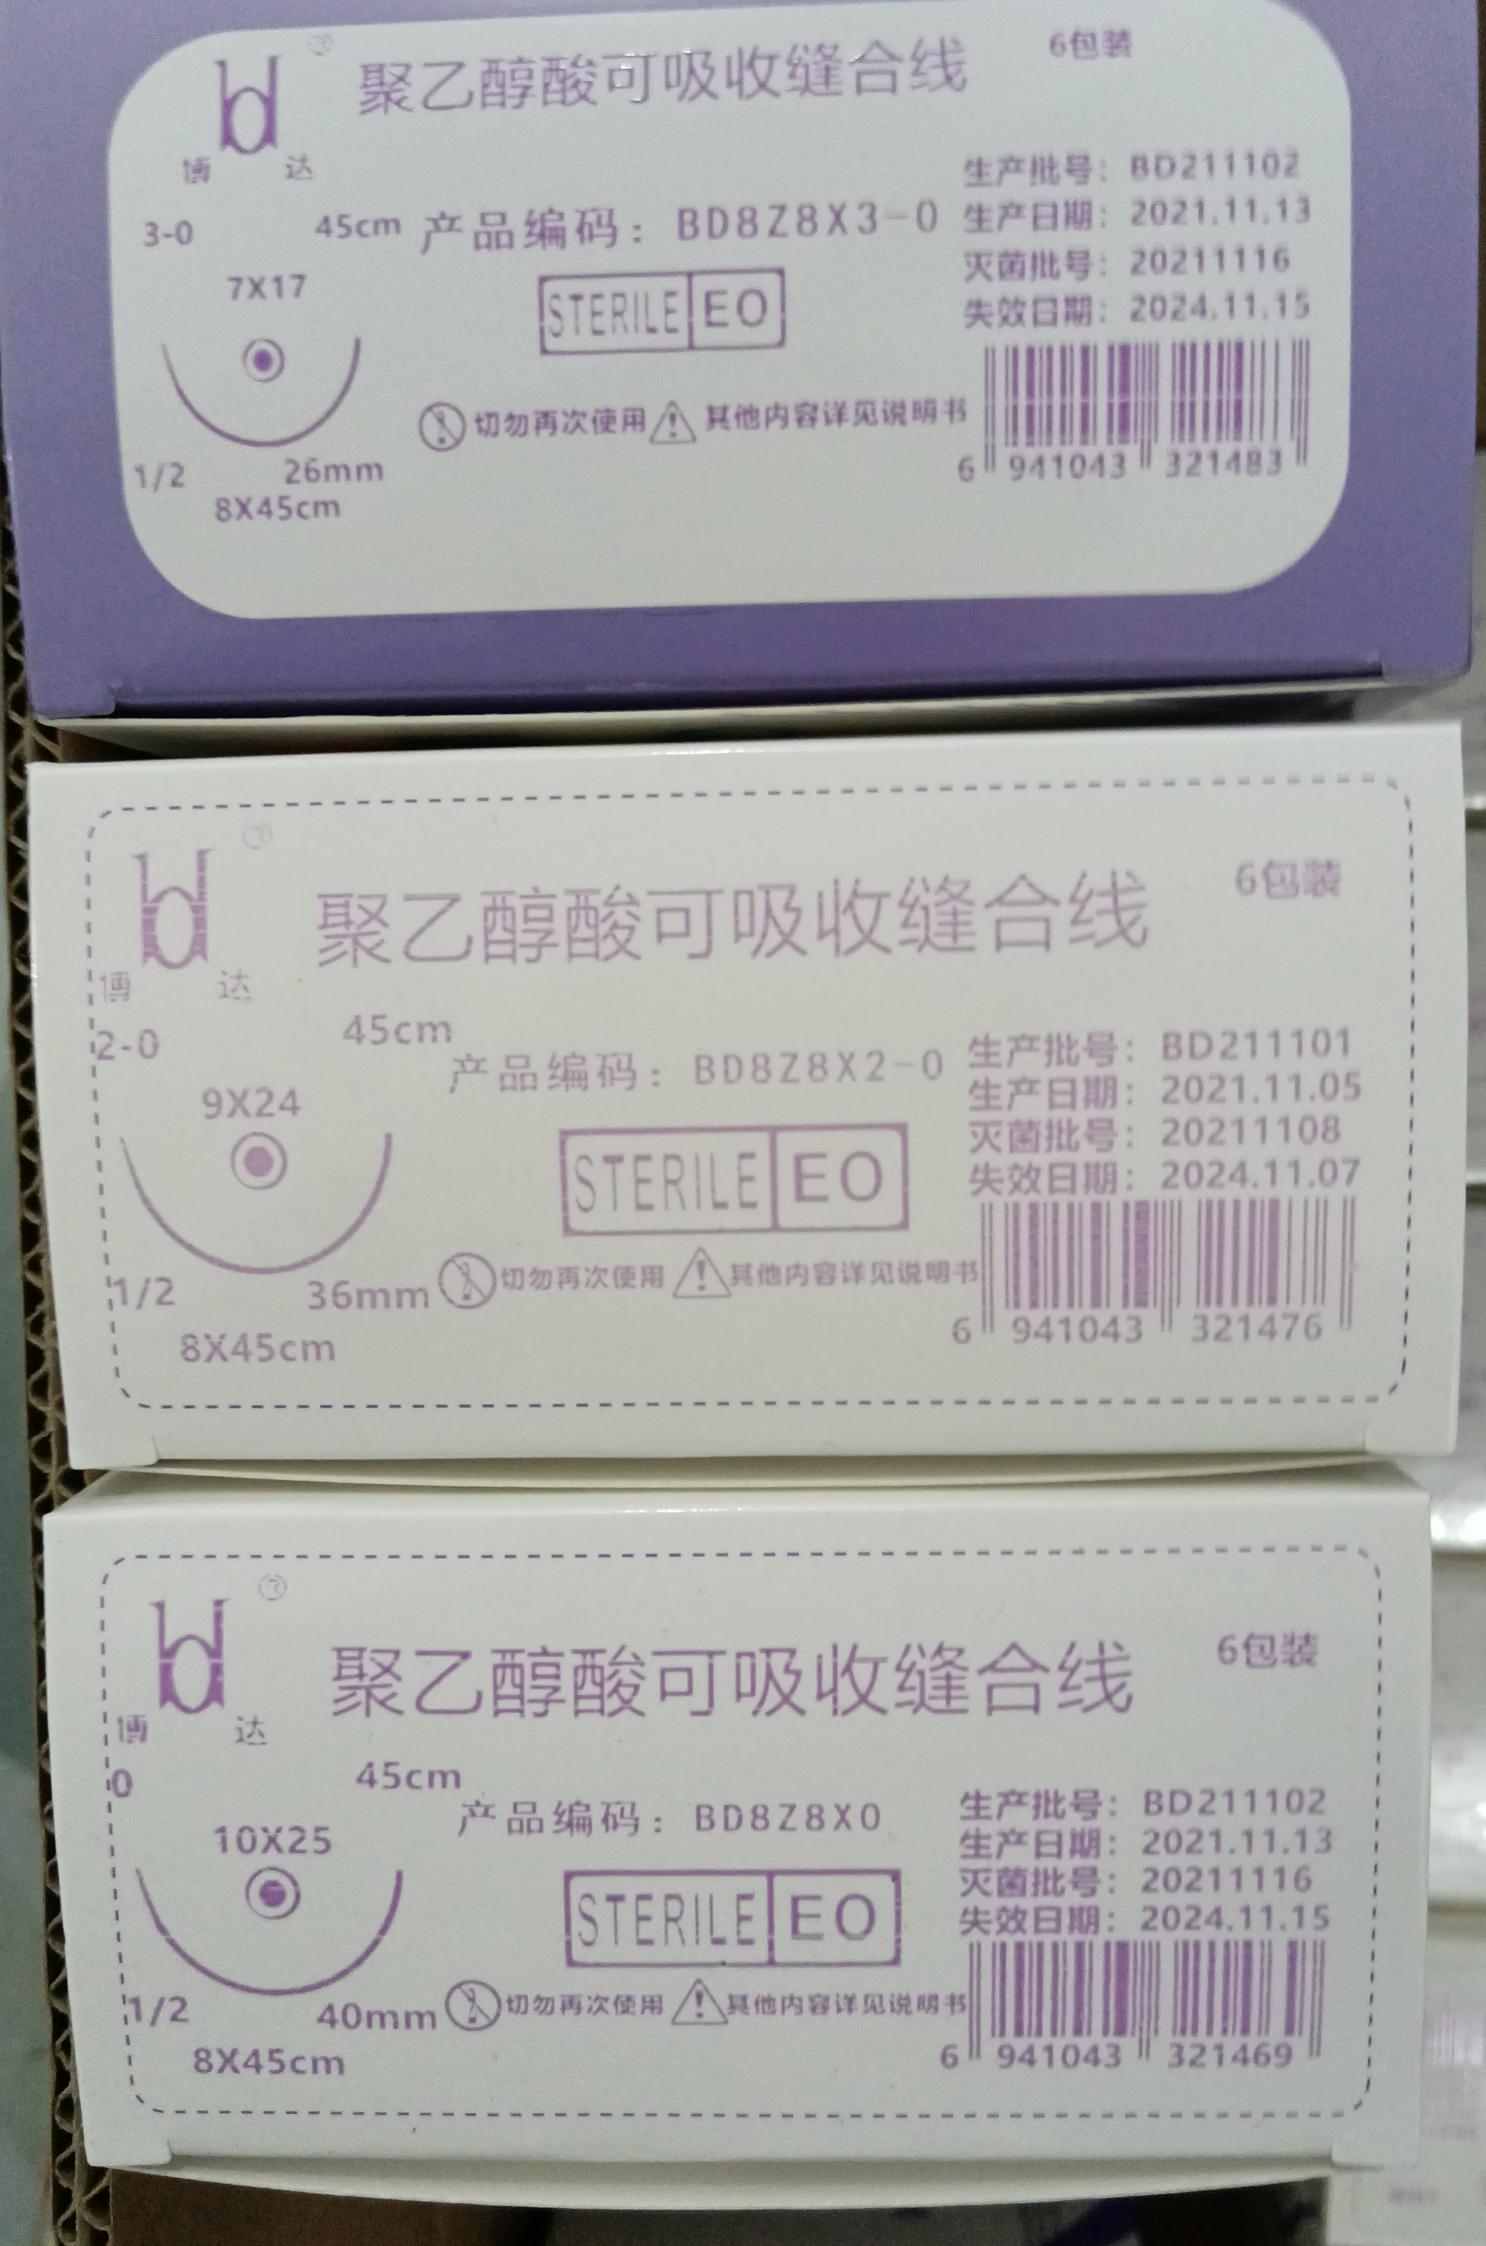 ®
聚乙醇酸可吸收缝合线
6包装
博 达
3-0
45cm
产品编码：BD8Z8X3-0
生产批号：BD211102
生产日期：2021.11.13
灭菌批号：20211116
失效日期：2024.11.15
7X17
STERILE EO
切勿再次使用
其他内容详见说明书
1/2
26mm
8X45cm
6 941043 321483
®
聚乙醇酸可吸收缝合线
6包装
博 达
2-0
45cm
产品编码：BD8Z8X2-0
生产批号：BD211101
生产日期：2021.11.05
灭菌批号：20211108
失效日期：2024.11.07
9X24
STERILE EO
切勿再次使用
其他内容详见说明书
1/2
36mm
8X45cm
6 941043 321476
®
聚乙醇酸可吸收缝合线
6包装
博 达
0
45cm
产品编码：BD8Z8X0
生产批号：BD211102
生产日期：2021.11.13
灭菌批号：20211116
失效日期：2024.11.15
10X25
STERILE EO
切勿再次使用
其他内容详见说明书
1/2
40mm
8X45cm
6 941043 321469